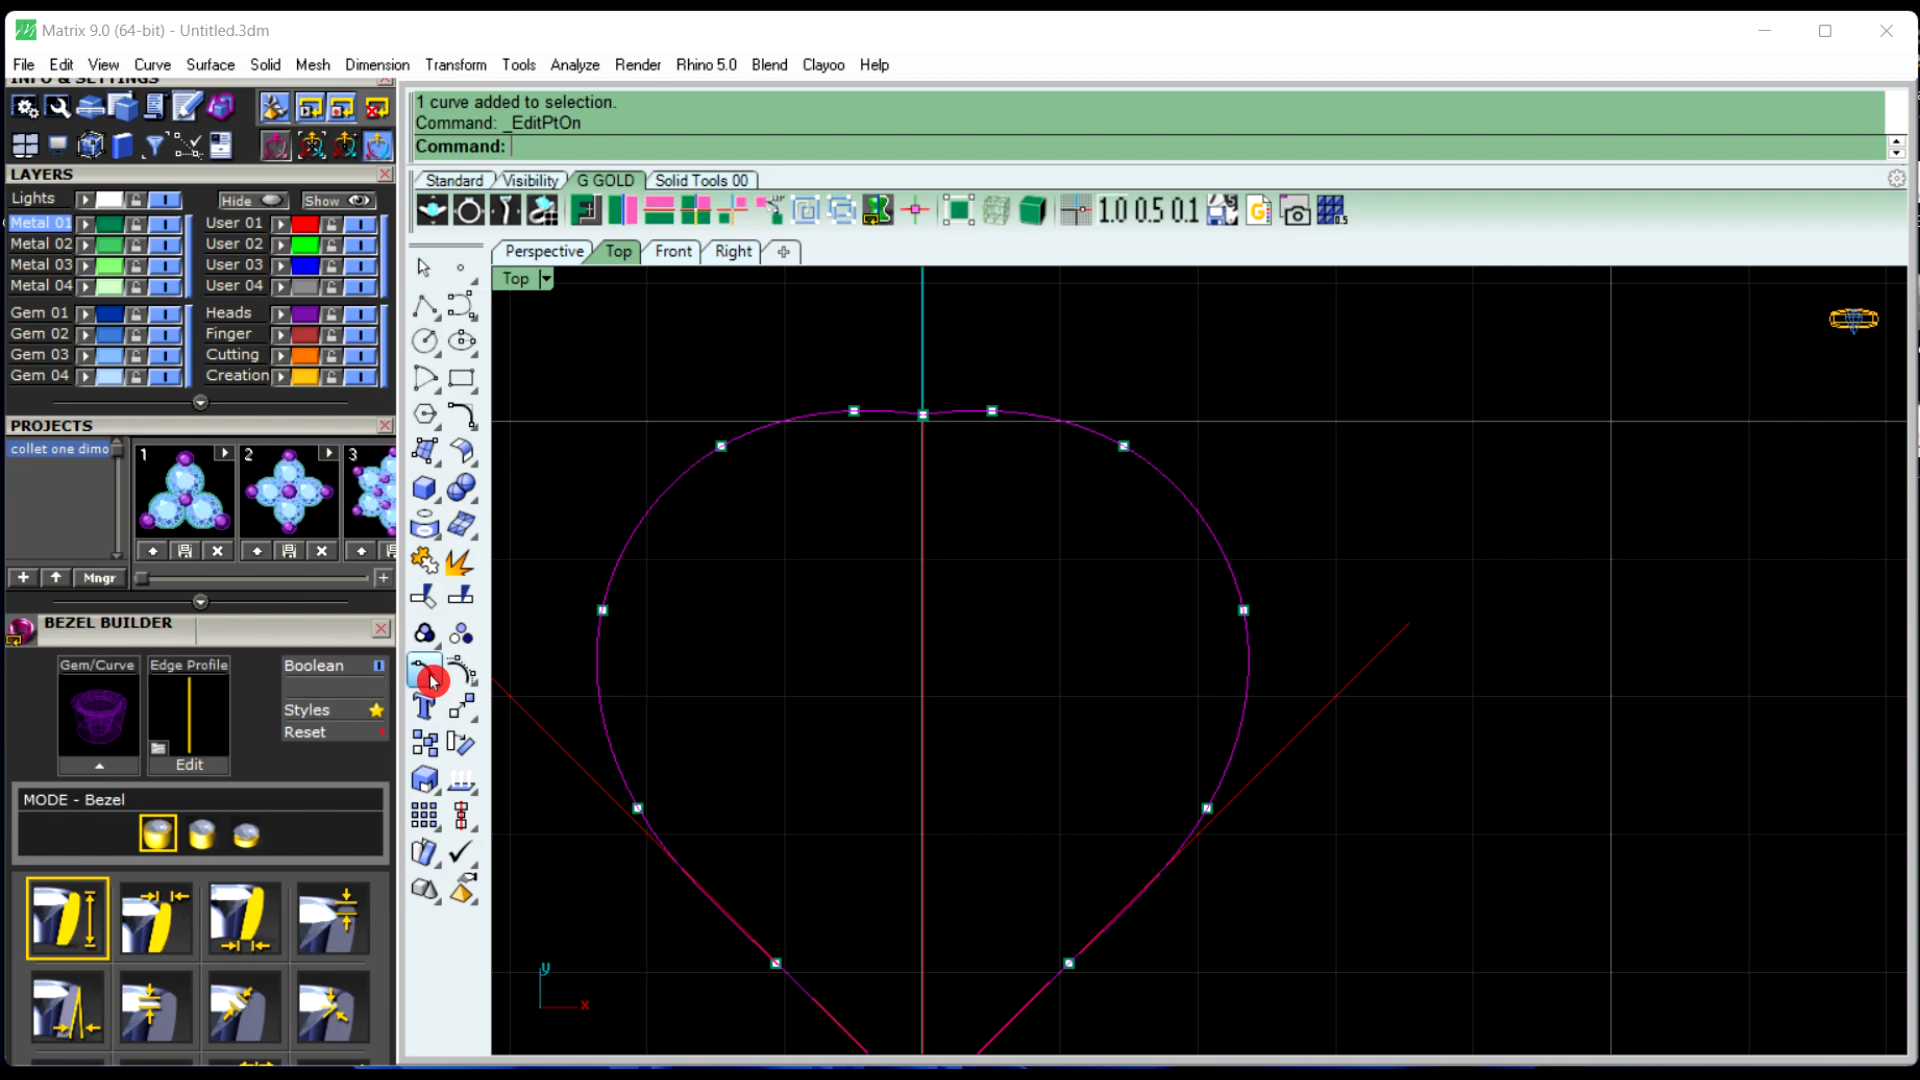 Matrix 9.0 (64-bit) - Untitled.3dm
File Edit View Curve Surface Solid Mesh Dimension Transform Tools Analyze Render Rhino 5.0 Blend Clayoo Help
INFO & SETTINGS
1 curve added to selection.
Command: _EditPtOn
Command:
LAYERS
Lights Hide Show
Metal 01 User 01
Metal 02 User 02
Metal 03 User 03
Metal 04 User 04
Gem 01 Heads
Gem 02 Finger
Gem 03 Cutting
Gem 04 Creation
Standard Visibility G GOLD Solid Tools 00
1.0 0.5 0.1 G 0.5
Perspective Top Front Right
Top
PROJECTS
collet one dimo
1 2 3
Mngr
BEZEL BUILDER
Gem/Curve Edge Profile Boolean
Styles
Reset
Edit
MODE - Bezel
y
x